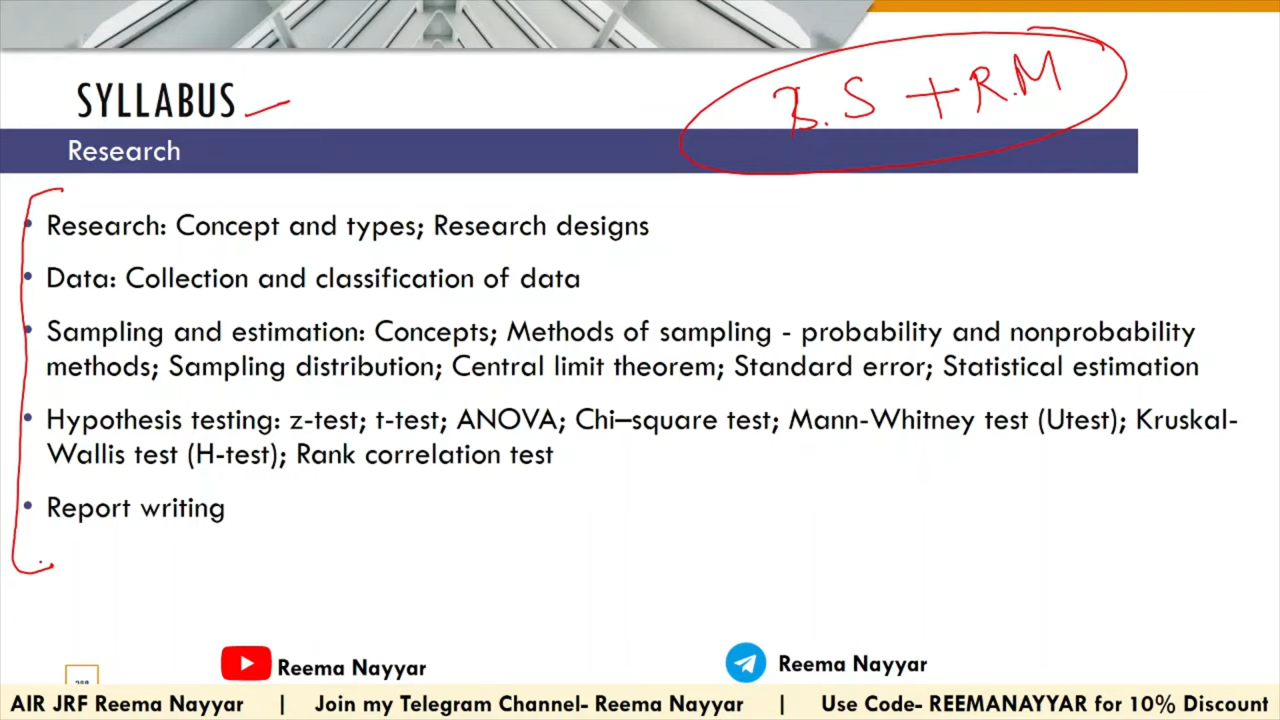 B.S + R.M
SYLLABUS
Research
• Research: Concept and types; Research designs
• Data: Collection and classification of data
• Sampling and estimation: Concepts; Methods of sampling - probability and nonprobability
methods; Sampling distribution; Central limit theorem; Standard error; Statistical estimation
• Hypothesis testing: z-test; t-test; ANOVA; Chi–square test; Mann-Whitney test (Utest); Kruskal-
Wallis test (H-test); Rank correlation test
• Report writing
Reema Nayyar
Reema Nayyar
AIR JRF Reema Nayyar | Join my Telegram Channel- Reema Nayyar | Use Code- REEMANAYYAR for 10% Discount